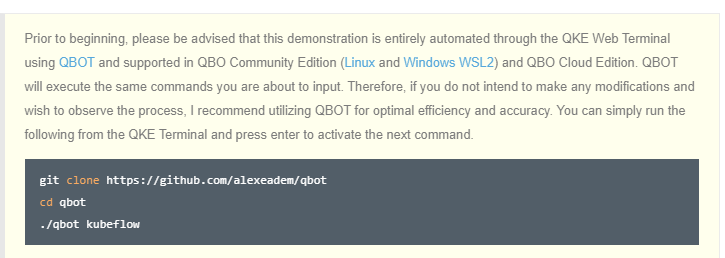 Prior to beginning, please be advised that this demonstration is entirely automated through the QKE Web Terminal
using QBOT and supported in QBO Community Edition (Linux and Windows WSL2) and QBO Cloud Edition. QBOT
will execute the same commands you are about to input. Therefore, if you do not intend to make any modifications and
wish to observe the process, I recommend utilizing QBOT for optimal efficiency and accuracy. You can simply run the
following from the QKE Terminal and press enter to activate the next command.
git clone https://github.com/alexeadem/qbot
cd qbot
./qbot kubeflow